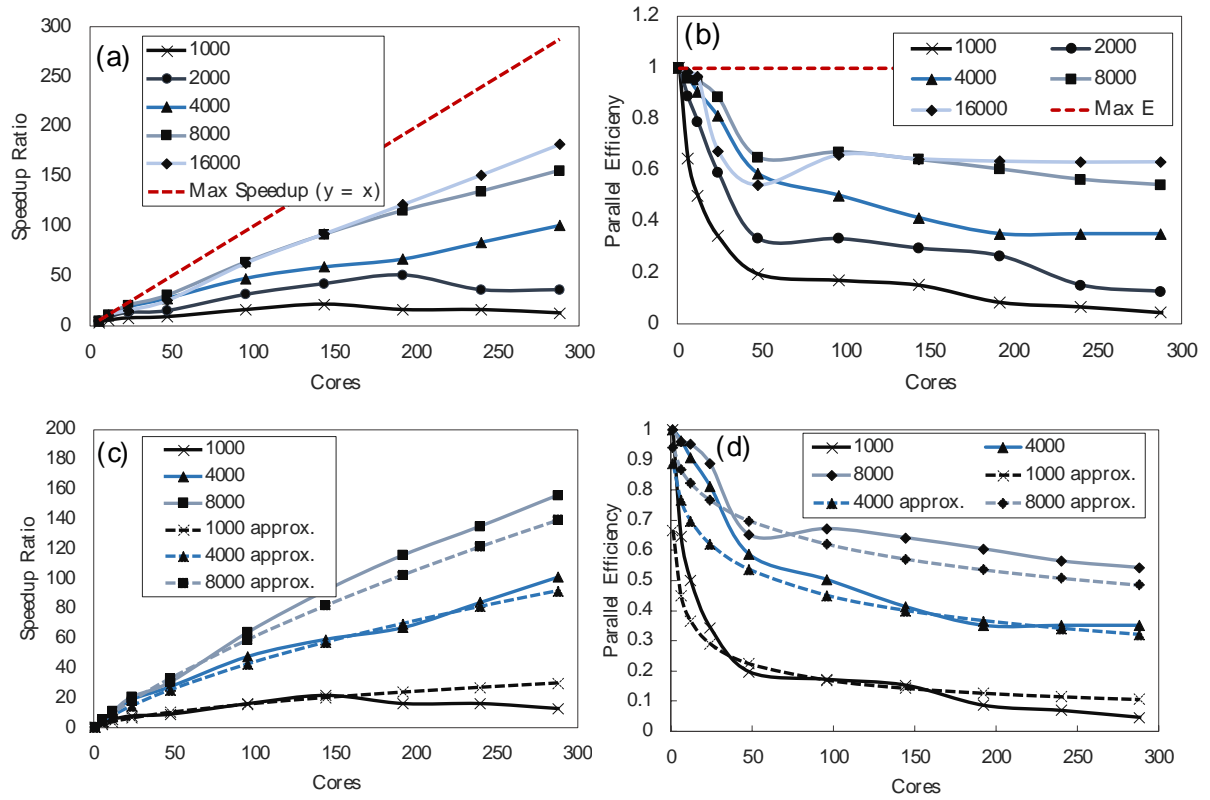 (a)
1000
2000
4000
8000
16000
Max Speedup (y = x)
Speedup Ratio
300
250
200
150
100
50
0
0 50 100 150 200 250 300
Cores
(b)
1000 2000
4000 8000
16000 Max E
Parallel Efficieny
1.2
1
0.8
0.6
0.4
0.2
0
0 50 100 150 200 250 300
Cores
(c)
1000
4000
8000
1000 approx.
4000 approx.
8000 approx.
Speedup Ratio
200
180
160
140
120
100
80
60
40
20
0
0 50 100 150 200 250 300
Cores
(d)
1000 4000
8000 1000 approx.
4000 approx. 8000 approx.
Parallel Efficiency
1
0.9
0.8
0.7
0.6
0.5
0.4
0.3
0.2
0.1
0
0 50 100 150 200 250 300
Cores